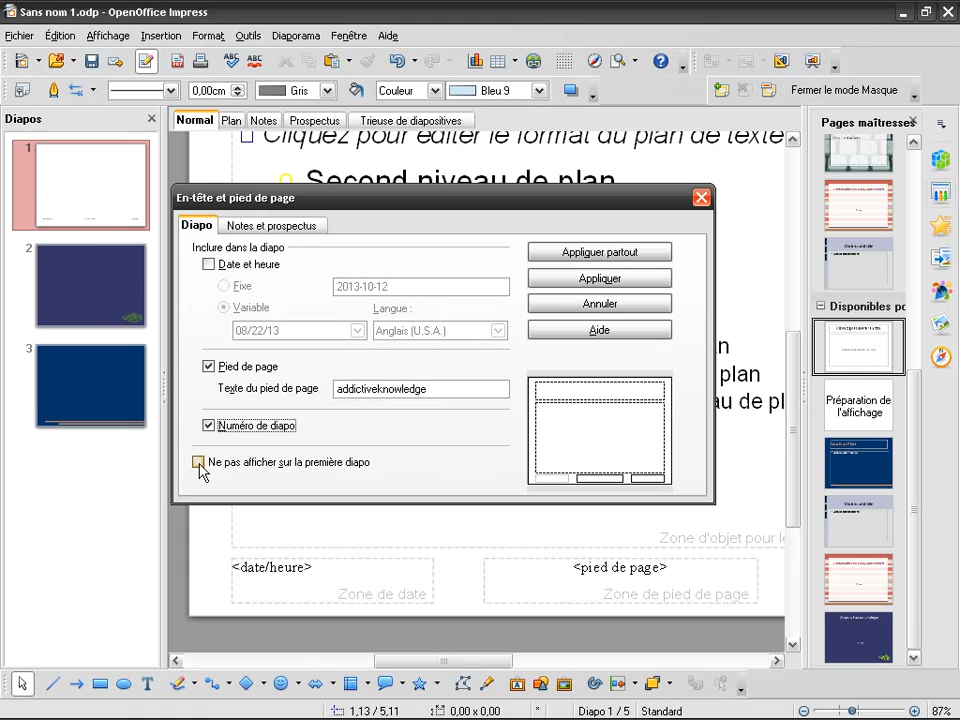 Sans nom 1.odp - OpenOffice Impress
Fichier Édition Affichage Insertion Format Outils Diaporama Fenêtre Aide
0,00cm Gris Couleur Bleu 9 Fermer le mode Masque
Diapos
Normal Plan Notes Prospectus Trieuse de diapositives
Pages maîtresses
1
2
3
Cliquez pour éditer le format du plan de texte
Second niveau de plan
En-tête et pied de page
Diapo Notes et prospectus
Inclure dans la diapo
Date et heure
Fixe 2013-10-12
Variable Langue :
08/22/13 Anglais (U.S.A.)
Pied de page
Texte du pied de page addictiveknowledge
Numéro de diapo
Ne pas afficher sur la première diapo
Appliquer partout
Appliquer
Annuler
Aide
an
plan
au de pl
Zone d'objet pour le
<date/heure>
Zone de date
<pied de page>
Zone de pied de page
Disponibles po
Préparation de
l'affichage
1,13 / 5,11 0,00 x 0,00 * Diapo 1 / 5 Standard 87%